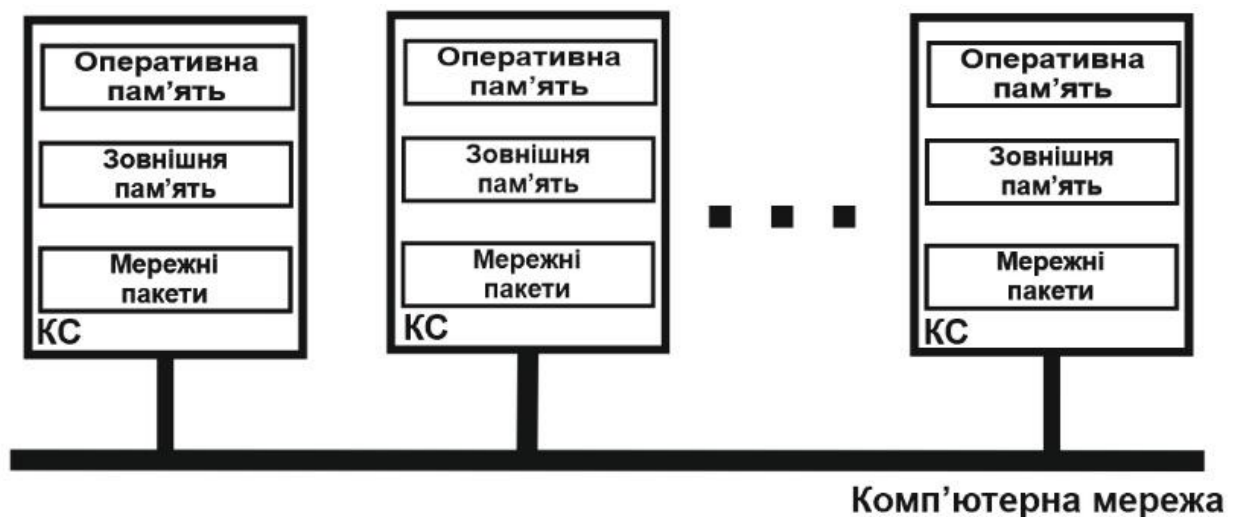 Оперативна
пам’ять
Зовнішня
пам’ять
Мережні
пакети
КС
Оперативна
пам’ять
Зовнішня
пам’ять
Мережні
пакети
КС
Оперативна
пам’ять
Зовнішня
пам’ять
Мережні
пакети
КС
Комп’ютерна мережа